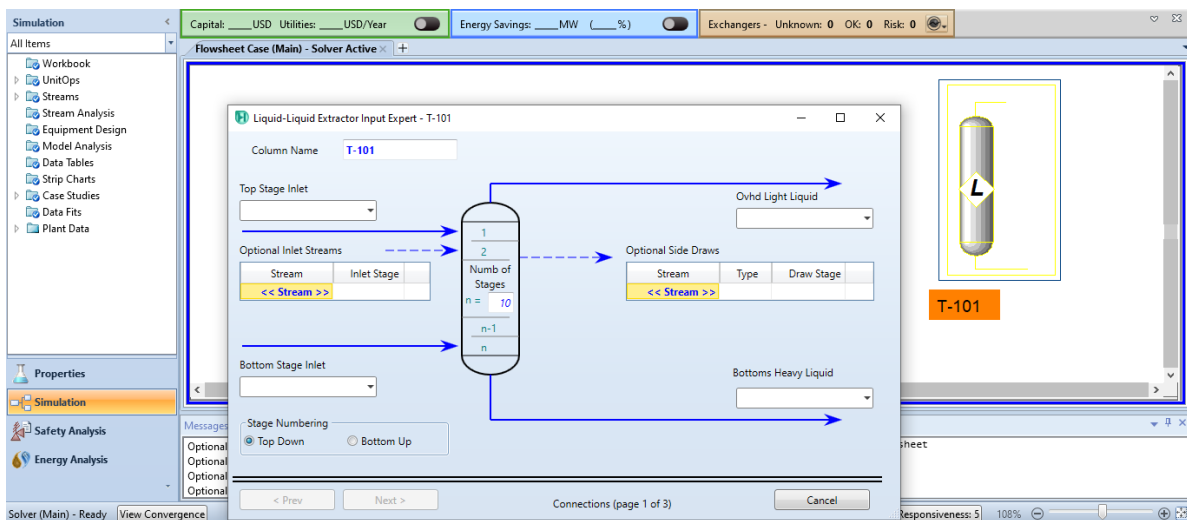 Simulation <
Capital: ____USD Utilities: ____USD/Year
Energy Savings: ____MW (____%)
Exchangers - Unknown: 0 OK: 0 Risk: 0
All Items
Flowsheet Case (Main) - Solver Active × +
Workbook
UnitOps
Streams
Stream Analysis
Equipment Design
Model Analysis
Data Tables
Strip Charts
Case Studies
Data Fits
Plant Data
Properties
Simulation
Safety Analysis
Energy Analysis
Liquid-Liquid Extractor Input Expert - T-101
Column Name T-101
Top Stage Inlet
Ovhd Light Liquid
1
Optional Inlet Streams
2
Optional Side Draws
Stream Inlet Stage
<< Stream >>
Numb of
Stages
n = 10
Stream Type Draw Stage
<< Stream >>
n-1
n
Bottom Stage Inlet
Bottoms Heavy Liquid
Stage Numbering
Top Down Bottom Up
< Prev Next > Connections (page 1 of 3) Cancel
L
T-101
Messages
Optional
Optional
Optional
Optional
sheet
Solver (Main) - Ready View Convergence Responsiveness: 5 108%